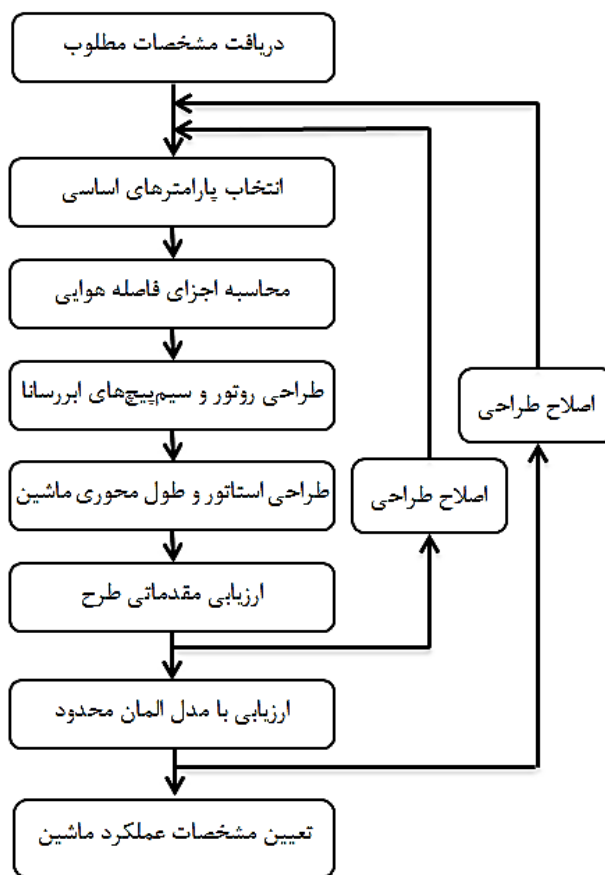 دریافت مشخصات مطلوب
انتخاب پارامترهای اساسی
محاسبه اجزای فاصله هوایی
طراحی روتور و سیم‌پیچ‌های ابررسانا
طراحی استاتور و طول محوری ماشین
ارزیابی مقدماتی طرح
ارزیابی با مدل المان محدود
تعیین مشخصات عملکرد ماشین
اصلاح طراحی
اصلاح طراحی